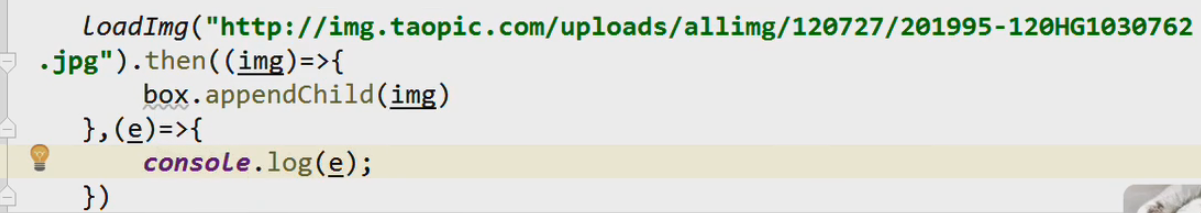 loadImg("http://img.taopic.com/uploads/allimg/120727/201995-120HG1030762
.jpg").then((img)=>{
box.appendChild(img)
},(e)=>{
console.log(e);
})